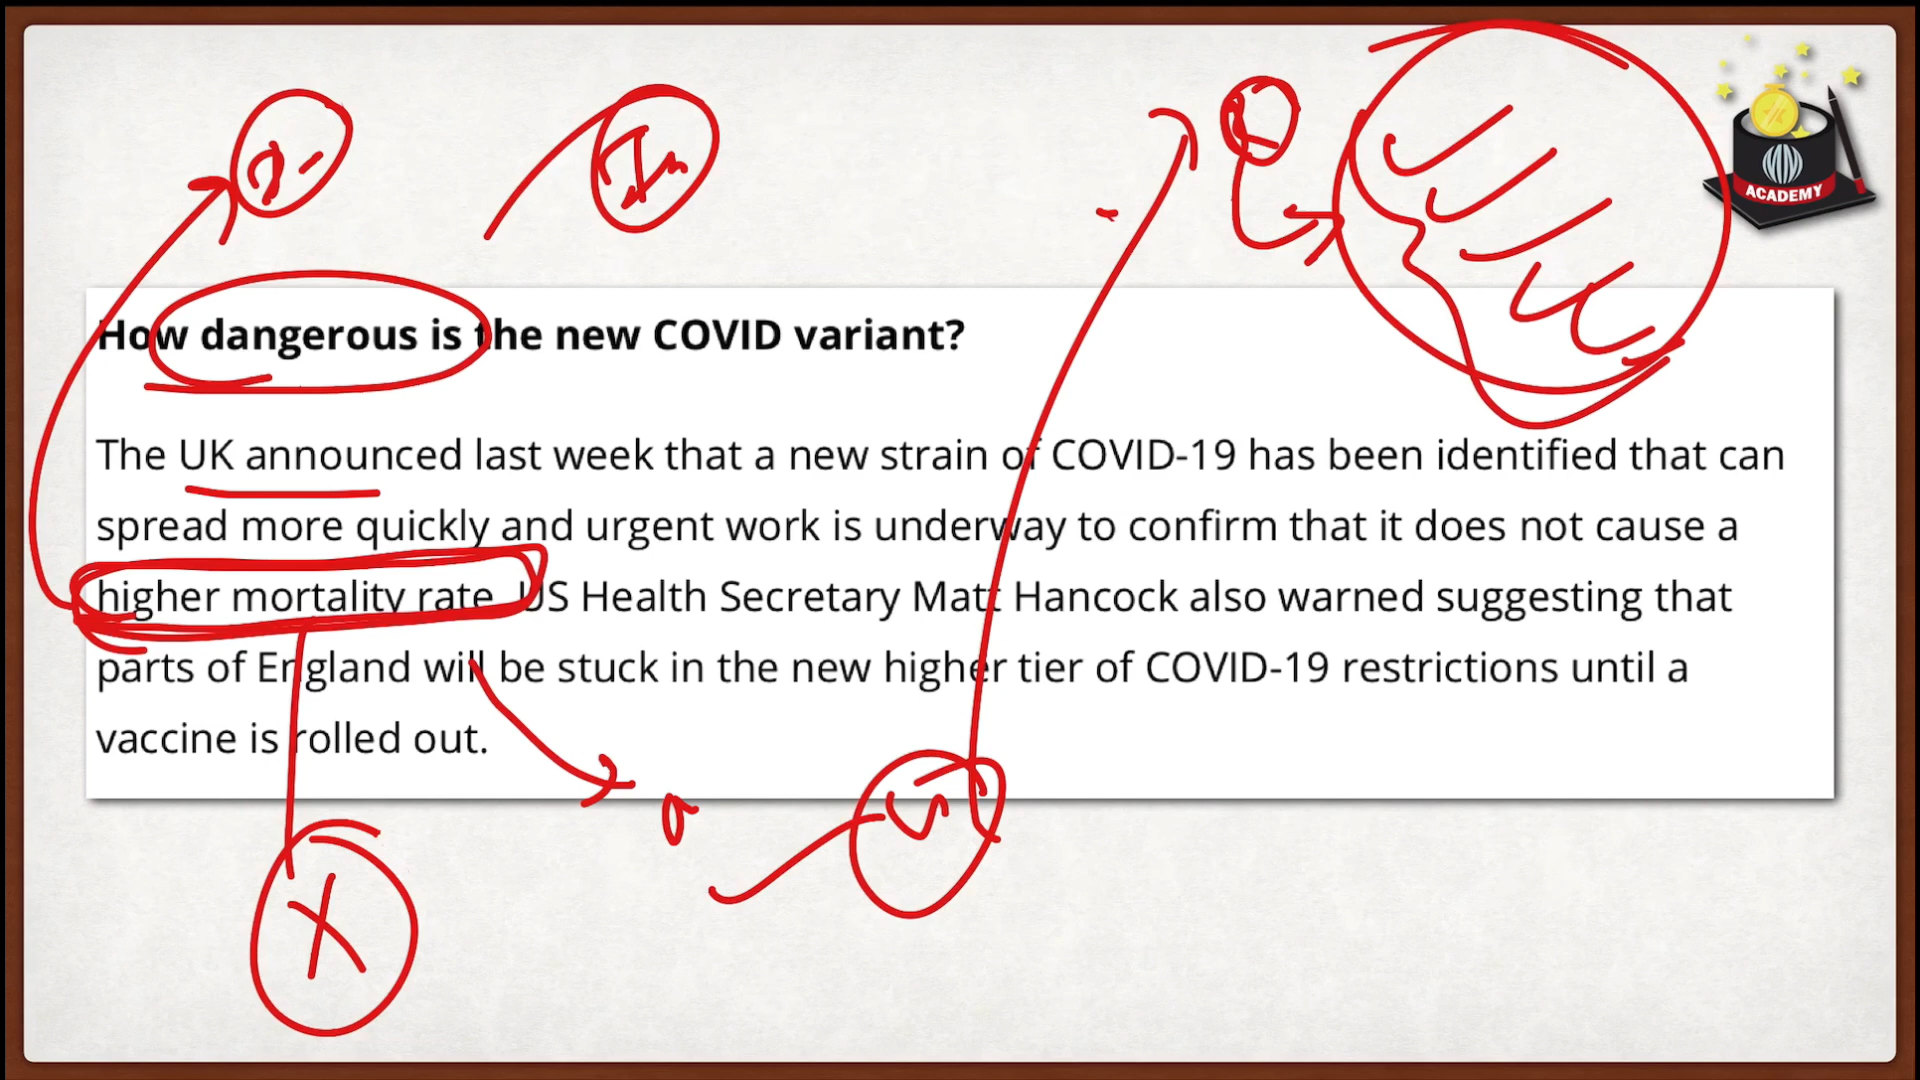 MN
ACADEMY
How dangerous is the new COVID variant?
The UK announced last week that a new strain of COVID-19 has been identified that can
spread more quickly and urgent work is underway to confirm that it does not cause a
higher mortality rate. US Health Secretary Matt Hancock also warned suggesting that
parts of England will be stuck in the new higher tier of COVID-19 restrictions until a
vaccine is rolled out.
X